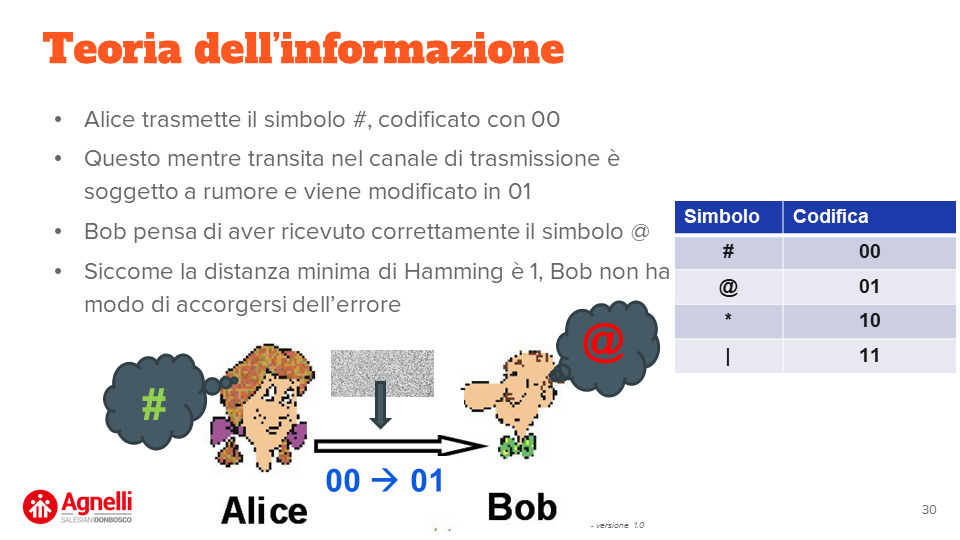 Teoria dell'informazione
• Alice trasmette il simbolo #, codificato con 00
• Questo mentre transita nel canale di trasmissione è
soggetto a rumore e viene modificato in 01
• Bob pensa di aver ricevuto correttamente il simbolo @
• Siccome la distanza minima di Hamming è 1, Bob non ha
modo di accorgersi dell'errore
Simbolo Codifica
# 00
@ 01
* 10
| 11
#
@
00 → 01
Alice
Bob
Agnelli
SALESIANI DONBOSCO
- versione 1.0
30